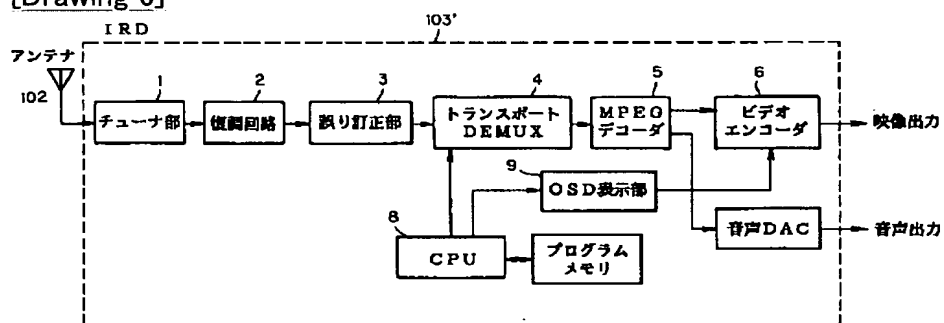 [Drawing 6]
IRD
103'
アンテナ
102
1
チューナ部
2
復調回路
3
誤り訂正部
4
トランスポート
DEMUX
5
MPEG
デコーダ
6
ビデオ
エンコーダ
映像出力
9
OSD表示部
音声DAC
音声出力
8
CPU
プログラム
メモリ